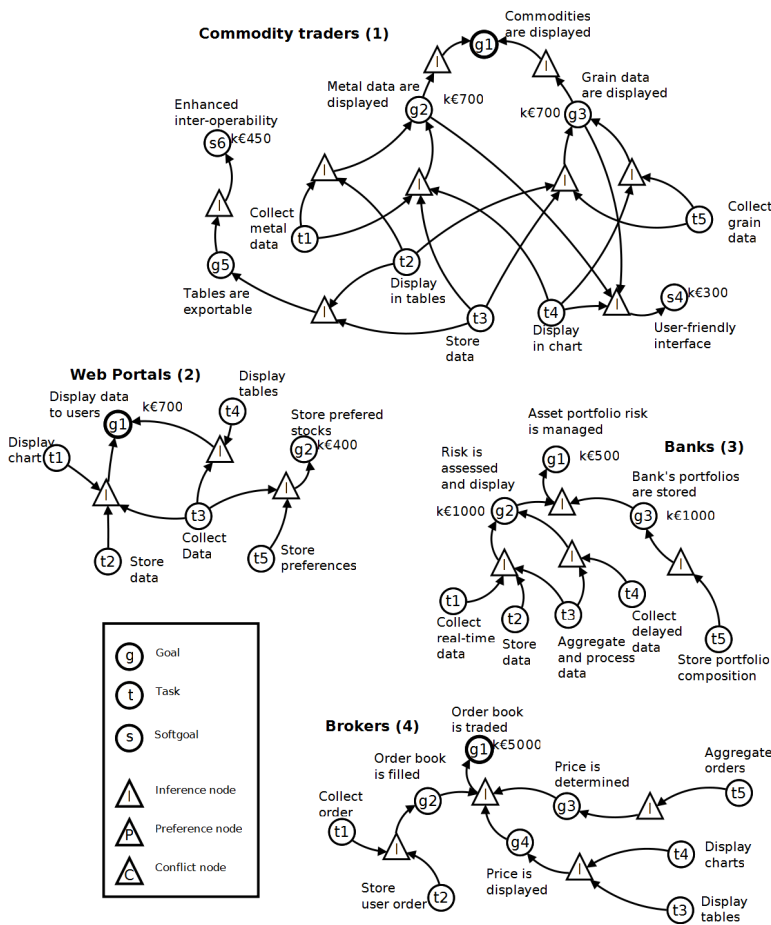 Commodity traders (1)
Commodities
are displayed
g1
I
I
Metal data are
displayed
k€700
g2
Grain data
are displayed
k€700
g3
Enhanced
inter-operability
s6
k€450
I
I
I
I
I
Collect
metal
data
t1
t2
Display
in tables
Collect
grain
data
t5
g5
Tables are
exportable
I
t3
Store
data
t4
Display
in chart
I
s4
k€300
User-friendly
interface
Web Portals (2)
Display data
to users
g1
k€700
Display
tables
t4
Store prefered
stocks
g2
k€400
Display
chart
t1
I
I
I
t3
Collect
Data
t2
Store
data
t5
Store
preferences
Banks (3)
Asset portfolio risk
is managed
g1
k€500
Risk is
assessed
and display
k€1000
g2
I
Bank's portfolios
are stored
g3
k€1000
I
I
I
t1
Collect
real-time
data
t2
Store
data
t3
Aggregate
and process
data
t4
Collect
delayed
data
t5
Store portfolio
composition
g
Goal
t
Task
s
Softgoal
I
Inference node
P
Preference node
C
Conflict node
Brokers (4)
Order book
is traded
g1
k€5000
Order book
is filled
g2
I
Price is
determined
g3
I
Aggregate
orders
t5
Collect
order
t1
I
Store
user order
t2
g4
Price is
displayed
I
t4
Display
charts
t3
Display
tables